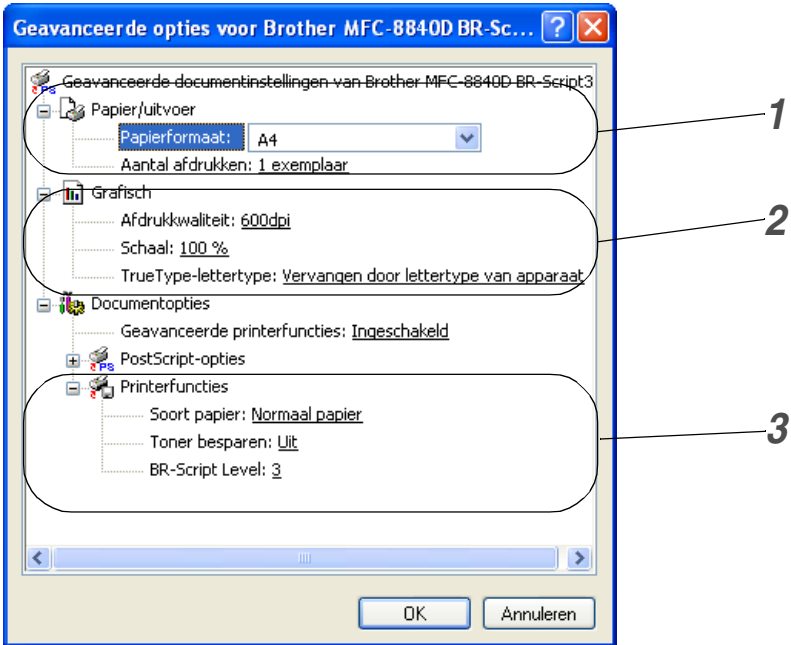 Geavanceerde opties voor Brother MFC-8840D BR-Sc...
Geavanceerde documentinstellingen van Brother MFC-8840D BR-Script3
Papier/uitvoer
Papierformaat: A4
Aantal afdrukken: 1 exemplaar
1
Grafisch
Afdrukkwaliteit: 600dpi
Schaal: 100 %
TrueType-lettertype: Vervangen door lettertype van apparaat
2
Documentopties
Geavanceerde printerfuncties: Ingeschakeld
PostScript-opties
Printerfuncties
Soort papier: Normaal papier
Toner besparen: Uit
BR-Script Level: 3
3
OK
Annuleren